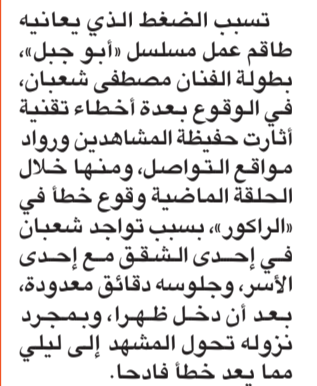 تسبب الضغط الذي يعانيه
طاقم عمل مسلسل «أبو جبل»،
بطولة الفنان مصطفى شعبان،
في الوقوع بعدة أخطاء تقنية
أثارت حفيظة المشاهدين ورواد
مواقع التواصل، ومنها خلال
الحلقة الماضية وقوع خطأ في
«الراكور»، بسبب تواجد شعبان
في إحدى الشقق مع إحدى
الأسر، وجلوسه دقائق معدودة،
بعد أن دخل ظهرا، وبمجرد
نزوله تحول المشهد إلى ليلي
مما يعد خطأ فادحا.